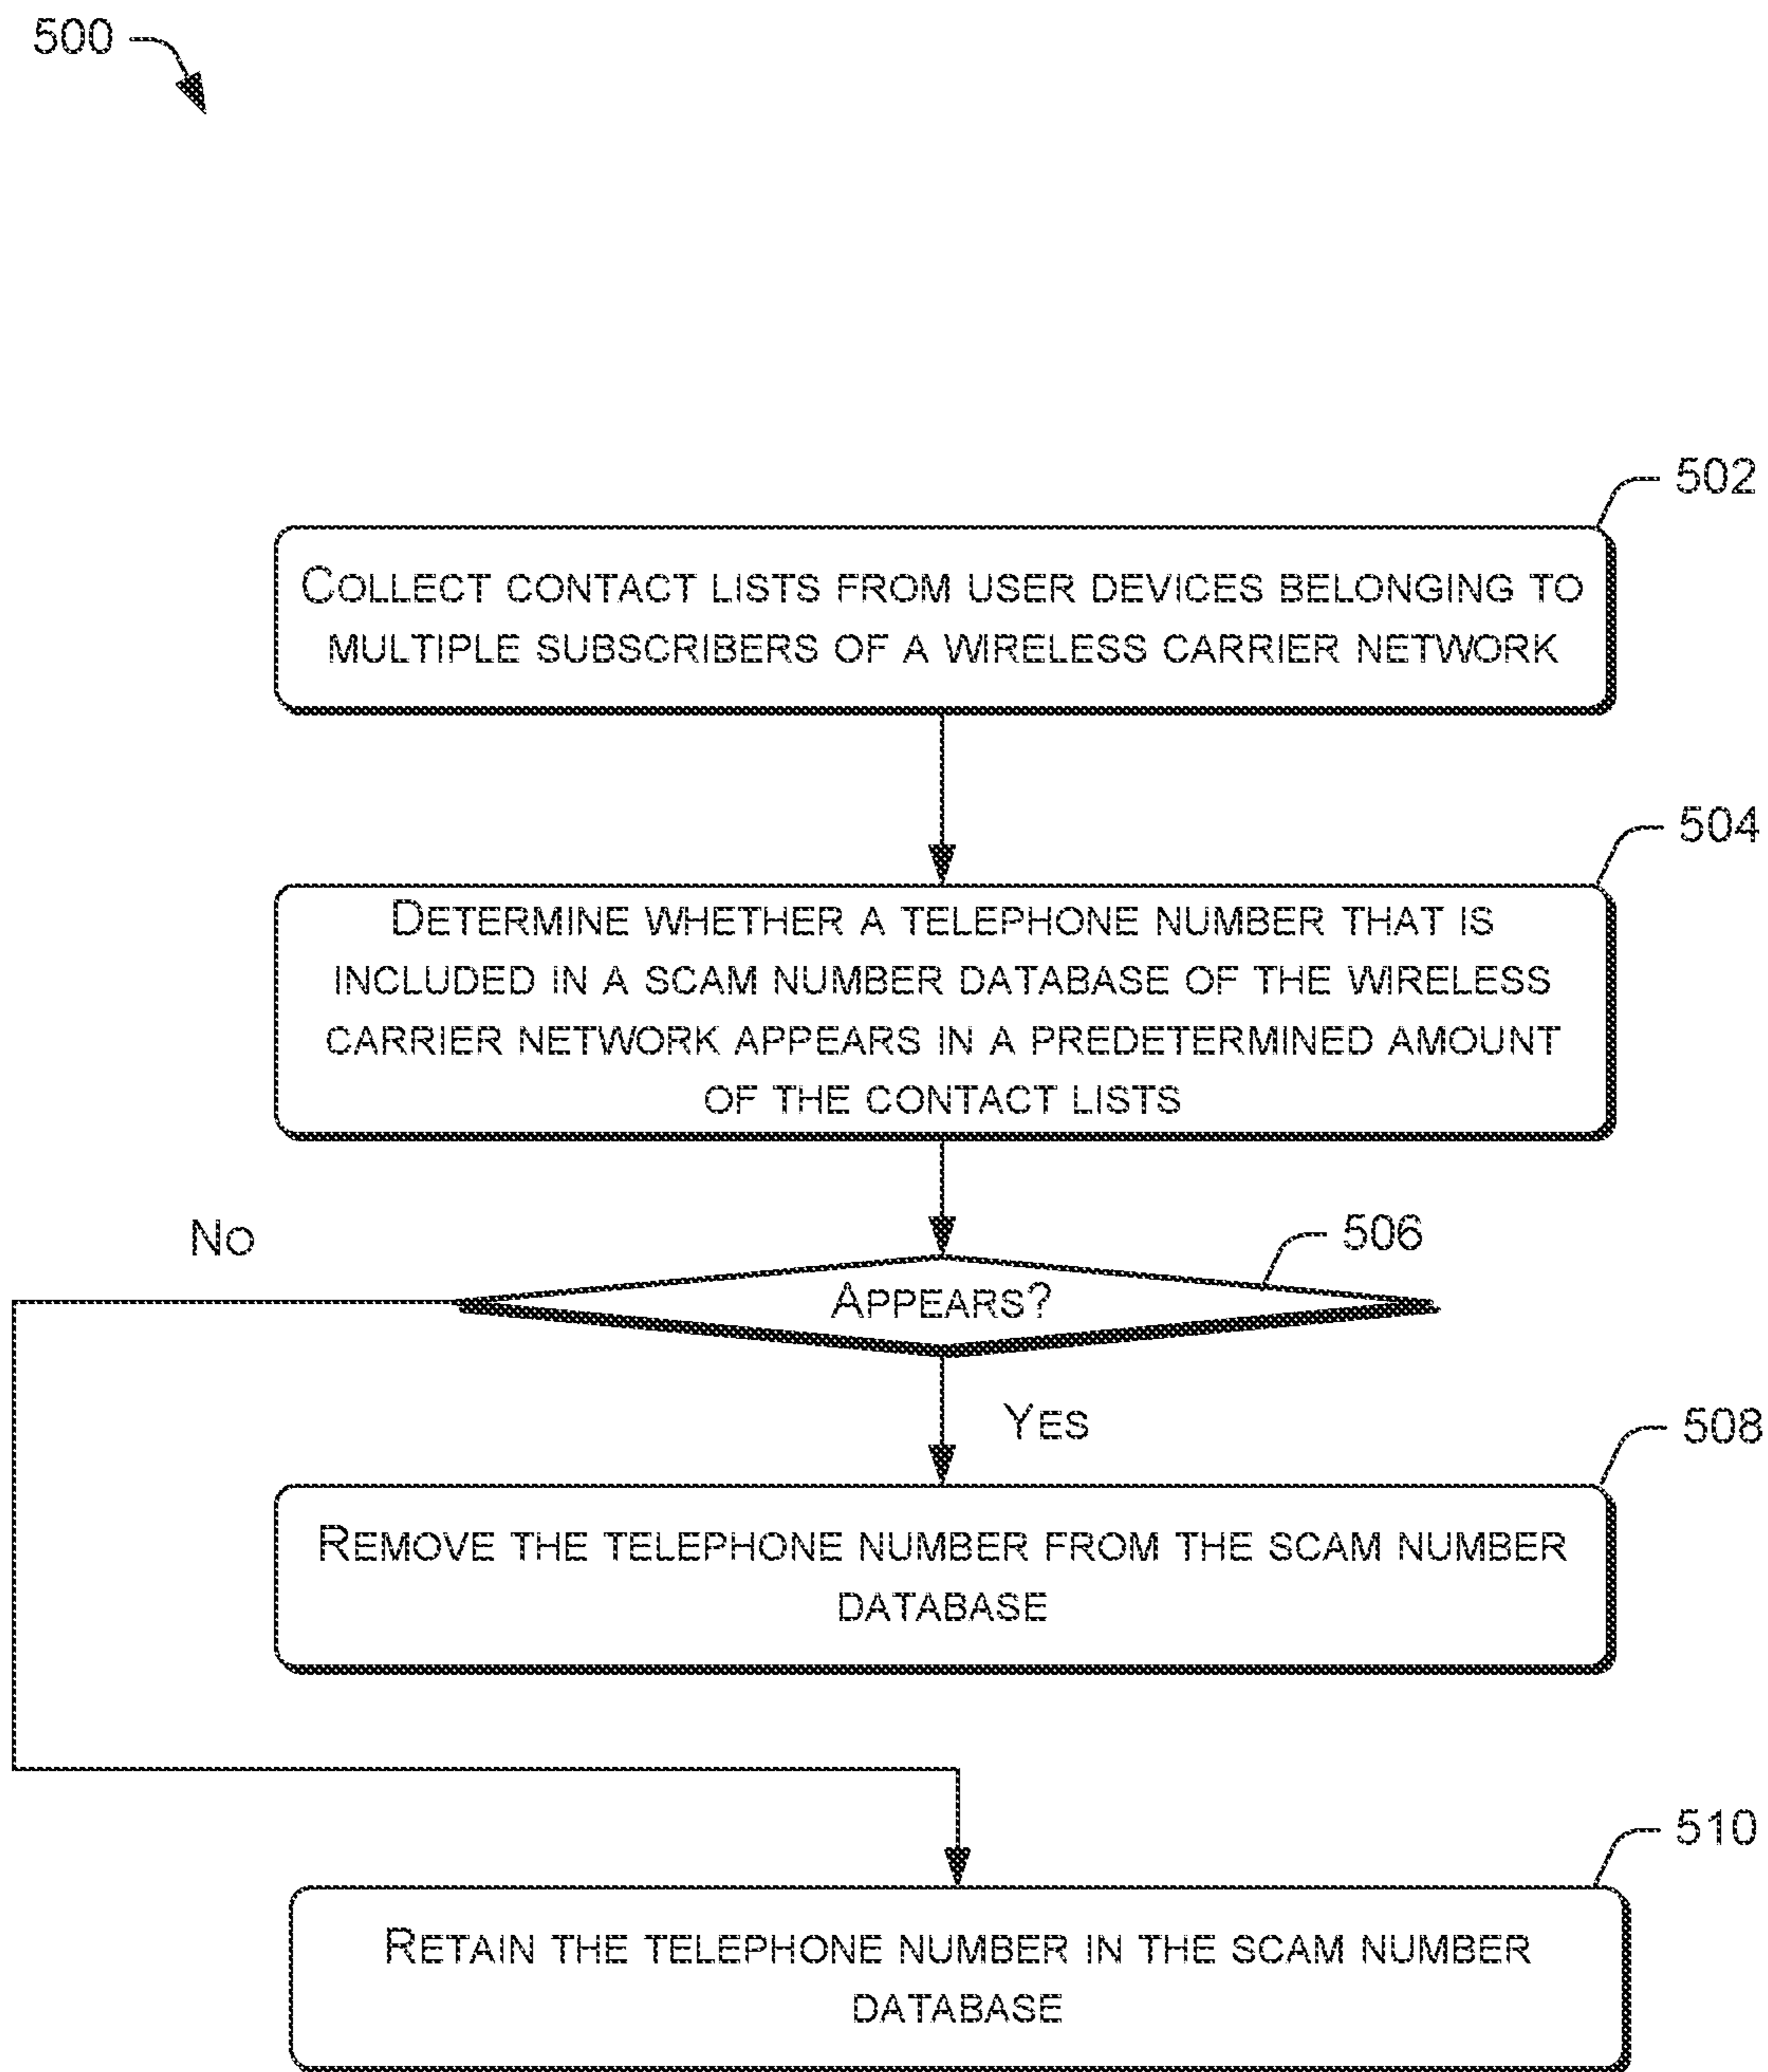 500
502
COLLECT CONTACT LISTS FROM USER DEVICES BELONGING TO
MULTIPLE SUBSCRIBERS OF A WIRELESS CARRIER NETWORK
504
DETERMINE WHETHER A TELEPHONE NUMBER THAT IS
INCLUDED IN A SCAM NUMBER DATABASE OF THE WIRELESS
CARRIER NETWORK APPEARS IN A PREDETERMINED AMOUNT
OF THE CONTACT LISTS
NO
506
APPEARS?
YES
508
REMOVE THE TELEPHONE NUMBER FROM THE SCAM NUMBER
DATABASE
510
RETAIN THE TELEPHONE NUMBER IN THE SCAM NUMBER
DATABASE